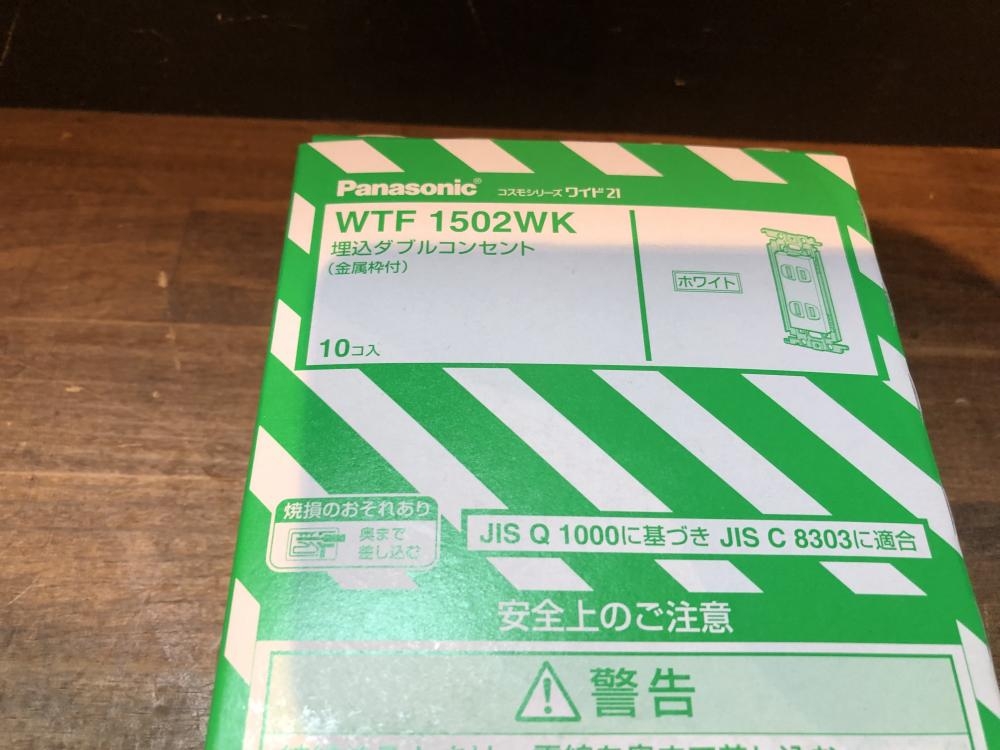 Panasonic® コスモシリーズ ワイド21
WTF 1502WK
埋込ダブルコンセント
(金属枠付)
ホワイト
10コ入
焼損のおそれあり
奥まで
差し込む
JIS Q 1000に基づき JIS C 8303に適合
安全上のご注意
警告